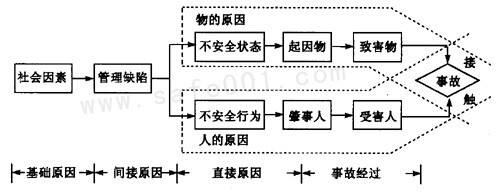 物的原因
不安全状态
起因物
致害物
社会因素
管理缺陷
接
事故
触
www.safe001.com
不安全行为
肇事人
受害人
人的原因
基础原因
间接原因
直接原因
事故经过